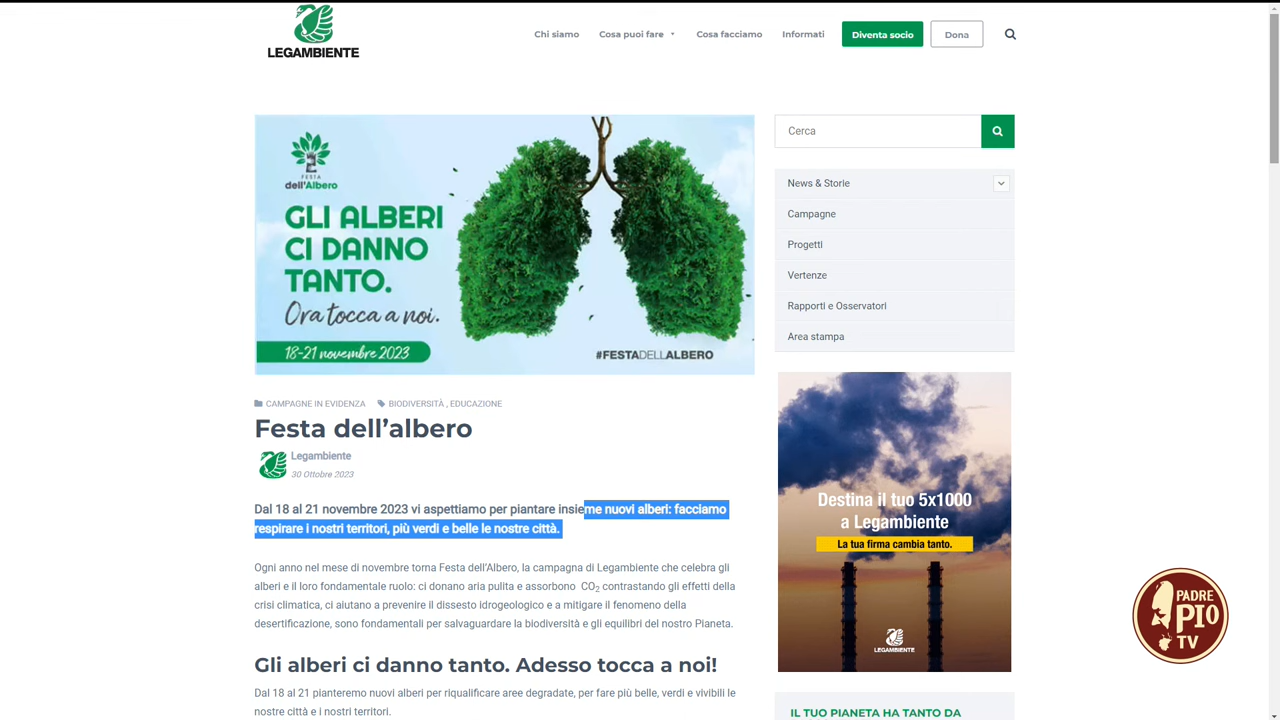 LEGAMBIENTE
Chi siamo
Cosa puoi fare
Cosa facciamo
Informati
Diventa socio
Dona
FESTA
dell'Albero
GLI ALBERI
CI DANNO
TANTO.
Ora tocca a noi.
18-21 novembre 2023
#FESTADELLALBERO
Cerca
News & Storie
Campagne
Progetti
Vertenze
Rapporti e Osservatori
Area stampa
CAMPAGNE IN EVIDENZA
BIODIVERSITÀ , EDUCAZIONE
Festa dell’albero
Legambiente
30 Ottobre 2023
Dal 18 al 21 novembre 2023 vi aspettiamo per piantare insieme nuovi alberi: facciamo
respirare i nostri territori, più verdi e belle le nostre città.
Ogni anno nel mese di novembre torna Festa dell’Albero, la campagna di Legambiente che celebra gli
alberi e il loro fondamentale ruolo: ci donano aria pulita e assorbono CO₂ contrastando gli effetti della
crisi climatica, ci aiutano a prevenire il dissesto idrogeologico e a mitigare il fenomeno della
desertificazione, sono fondamentali per salvaguardare la biodiversità e gli equilibri del nostro Pianeta.
Gli alberi ci danno tanto. Adesso tocca a noi!
Dal 18 al 21 pianteremo nuovi alberi per riqualificare aree degradate, per fare più belle, verdi e vivibili le
nostre città e i nostri territori.
Destina il tuo 5x1000
a Legambiente
La tua firma cambia tanto.
LEGAMBIENTE
IL TUO PIANETA HA TANTO DA
PADRE
PIO
TV